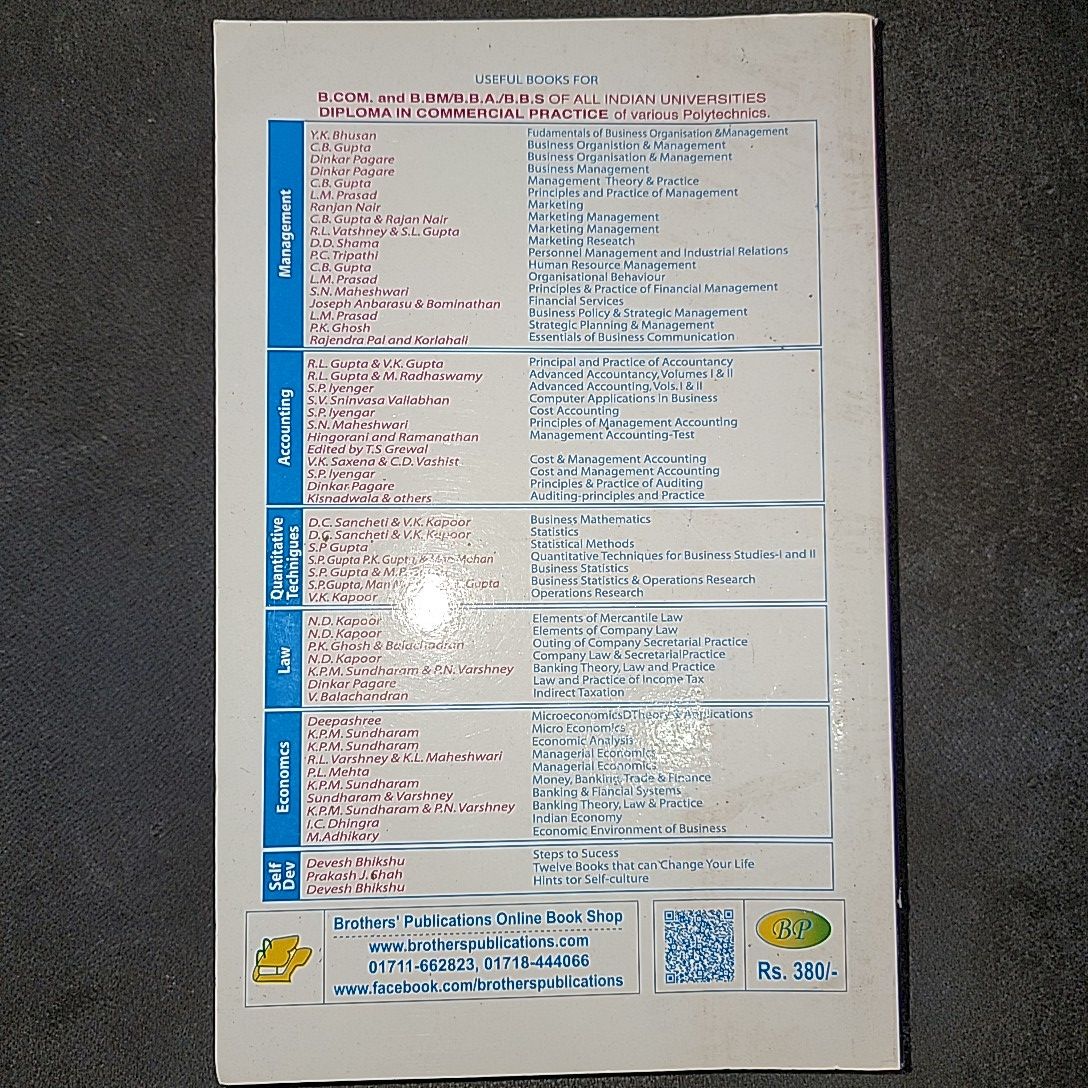 USEFUL BOOKS FOR
B.COM. and B.BM/B.B.A./B.B.S OF ALL INDIAN UNIVERSITIES
DIPLOMA IN COMMERCIAL PRACTICE of various Polytechnics.
Management
Y.K. Bhusan Fudamentals of Business Organisation &Management
C.B. Gupta Business Organistion & Management
Dinkar Pagare Business Organisation & Management
Dinkar Pagare Business Management
C.B. Gupta Management Theory & Practice
L.M. Prasad Principles and Practice of Management
Ranjan Nair Marketing
C.B. Gupta & Rajan Nair Marketing Management
R.L. Vatshney & S.L. Gupta Marketing Management
D.D. Shama Marketing Research
P.C. Tripathi Personnel Management and Industrial Relations
C.B. Gupta Human Resource Management
L.M. Prasad Organisational Behaviour
S.N. Maheshwari Principles & Practice of Financial Management
Joseph Anbarasu & Bominathan Financial Services
L.M. Prasad Business Policy & Strategic Management
P.K. Ghosh Strategic Planning & Management
Rajendra Pal and Korlahali Essentials of Business Communication
Accounting
R.L. Gupta & V.K. Gupta Principal and Practice of Accountancy
R.L. Gupta & M. Radhaswamy Advanced Accountancy, Volumes I & II
S.P. Iyenger Advanced Accounting, Vols. I & II
S.V. Sninvasa Vallabhan Computer Applications in Business
S.P. Iyengar Cost Accounting
S.N. Maheshwari Principles of Management Accounting
Hingorani and Ramanathan Management Accounting-Test
Edited by T.S Grewal
V.K. Saxena & C.D. Vashist Cost & Management Accounting
S.P. Iyengar Cost and Management Accounting
Dinkar Pagare Principles & Practice of Auditing
Kisnadwala & others Auditing-principles and Practice
Quantitative
Techniques
D.C. Sancheti & V.K. Kapoor Business Mathematics
D.C. Sancheti & V.K. Kapoor Statistics
S.P Gupta Statistical Methods
S.P. Gupta P.K. Gupta & Man Mohan Quantitative Techniques for Business Studies-I and II
S.P. Gupta & M.P. Business Statistics
S.P. Gupta, Man Gupta Business Statistics & Operations Research
V.K. Kapoor Operations Research
Law
N.D. Kapoor Elements of Mercantile Law
N.D. Kapoor Elements of Company Law
P.K. Ghosh & Balachadran Outing of Company Secretarial Practice
N.D. Kapoor Company Law & SecretarialPractice
K.P.M. Sundharam & P.N. Varshney Banking Theory, Law and Practice
Dinkar Pagare Law and Practice of Income Tax
V. Balachandran Indirect Taxation
Economcs
Deepashree MicroeconomicsDTheory & Applications
K.P.M. Sundharam Micro Economics
K.P.M. Sundharam Economic Analysis
R.L. Varshney & K.L. Maheshwari Managerial Economics
P.L. Mehta Managerial Economics
K.P.M. Sundharam Money, Banking, Trade & Finance
Sundharam & Varshney Banking & Fiancial Systems
K.P.M. Sundharam & P.N. Varshney Banking Theory, Law & Practice
I.C. Dhingra Indian Economy
M.Adhikary Economic Environment of Business
Self
Dev
Devesh Bhikshu Steps to Sucess
Prakash J. Shah Twelve Books that can Change Your Life
Devesh Bhikshu Hints tor Self-culture
Brothers' Publications Online Book Shop
www.brotherspublications.com
01711-662823, 01718-444066
www.facebook.com/brotherspublications
BP
Rs. 380/-